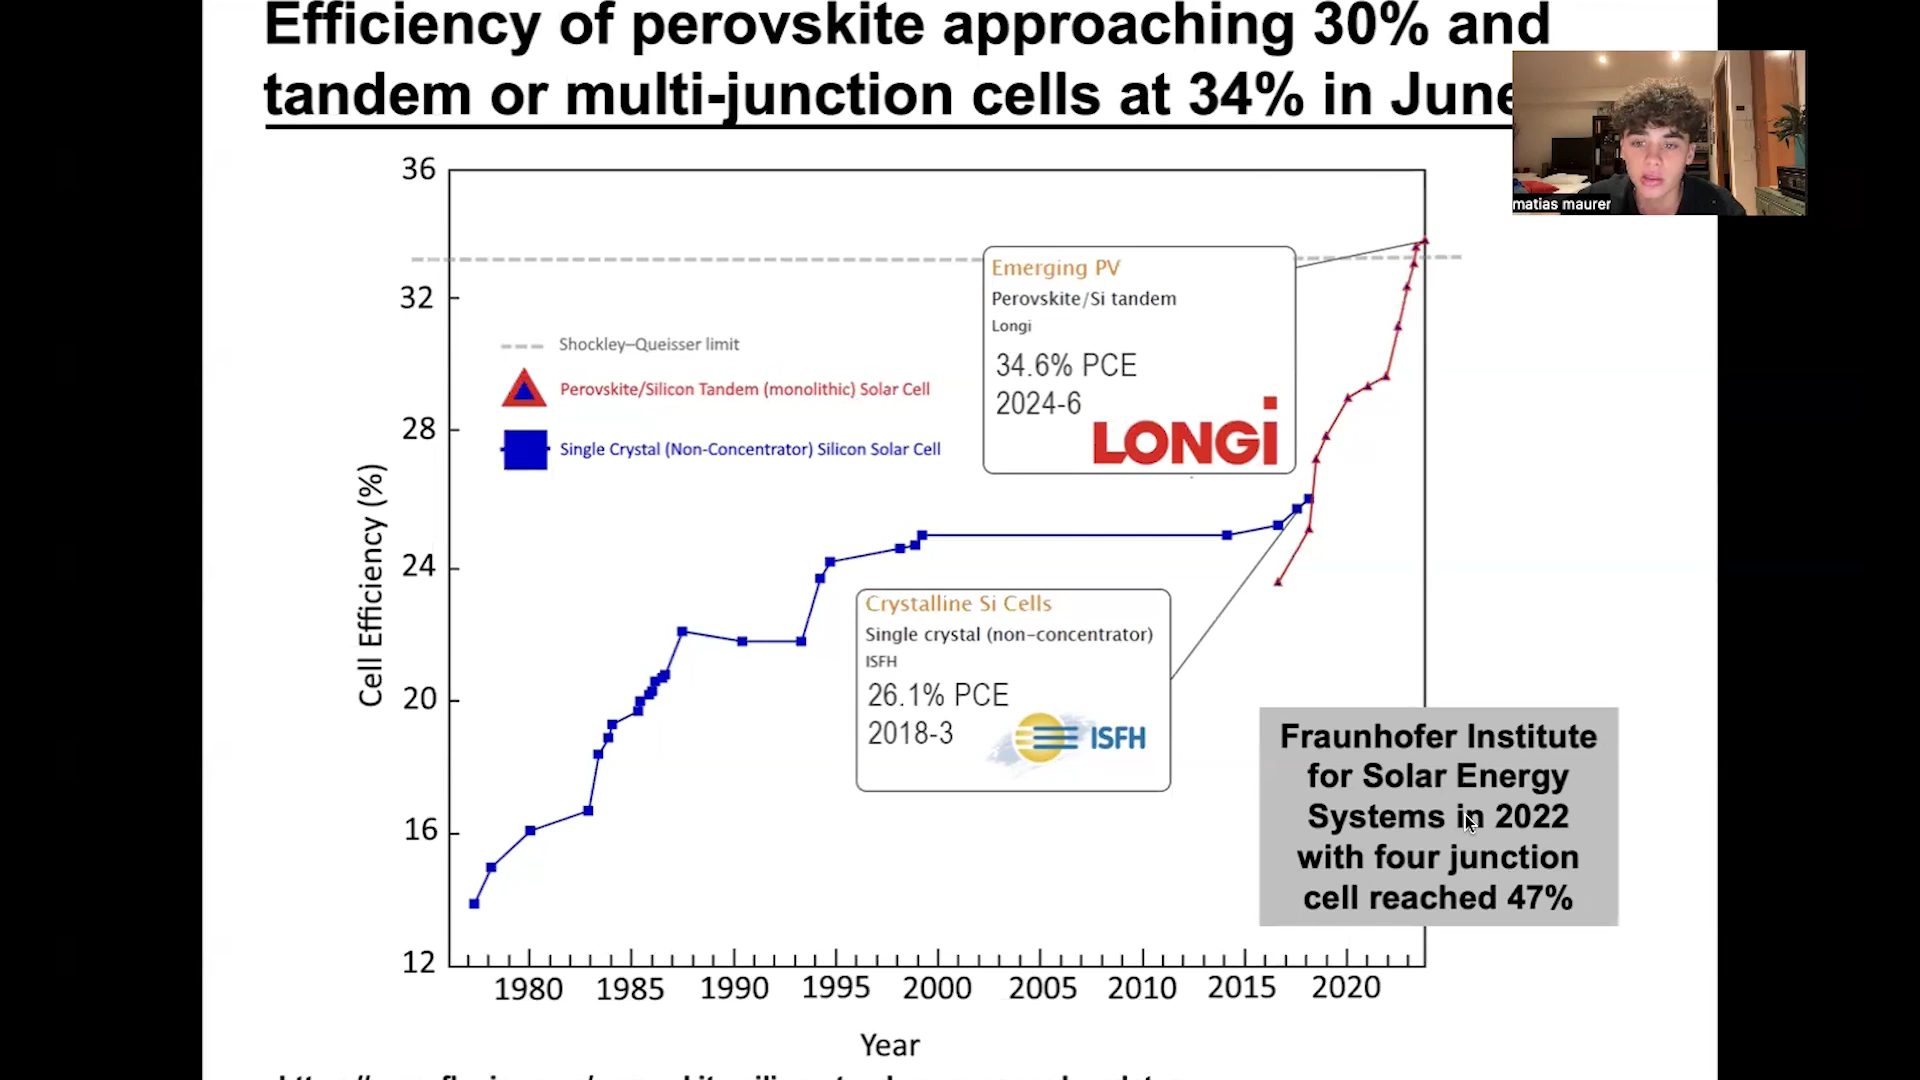 Efficiency of perovskite approaching 30% and
tandem or multi-junction cells at 34% in June
matias maurer
36
32
28
24
20
16
12
Cell Efficiency (%)
Shockley–Queisser limit
Perovskite/Silicon Tandem (monolithic) Solar Cell
Single Crystal (Non-Concentrator) Silicon Solar Cell
Emerging PV
Perovskite/Si tandem
Longi
34.6% PCE
2024-6
LONGi
Crystalline Si Cells
Single crystal (non-concentrator)
ISFH
26.1% PCE
2018-3
ISFH
Fraunhofer Institute
for Solar Energy
Systems in 2022
with four junction
cell reached 47%
1980 1985 1990 1995 2000 2005 2010 2015 2020
Year